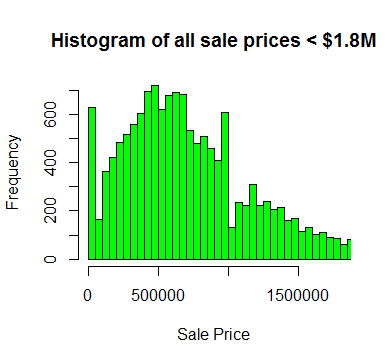 Histogram of all sale prices < $1.8M
Frequency
600
400
200
0
0 500000 1500000
Sale Price